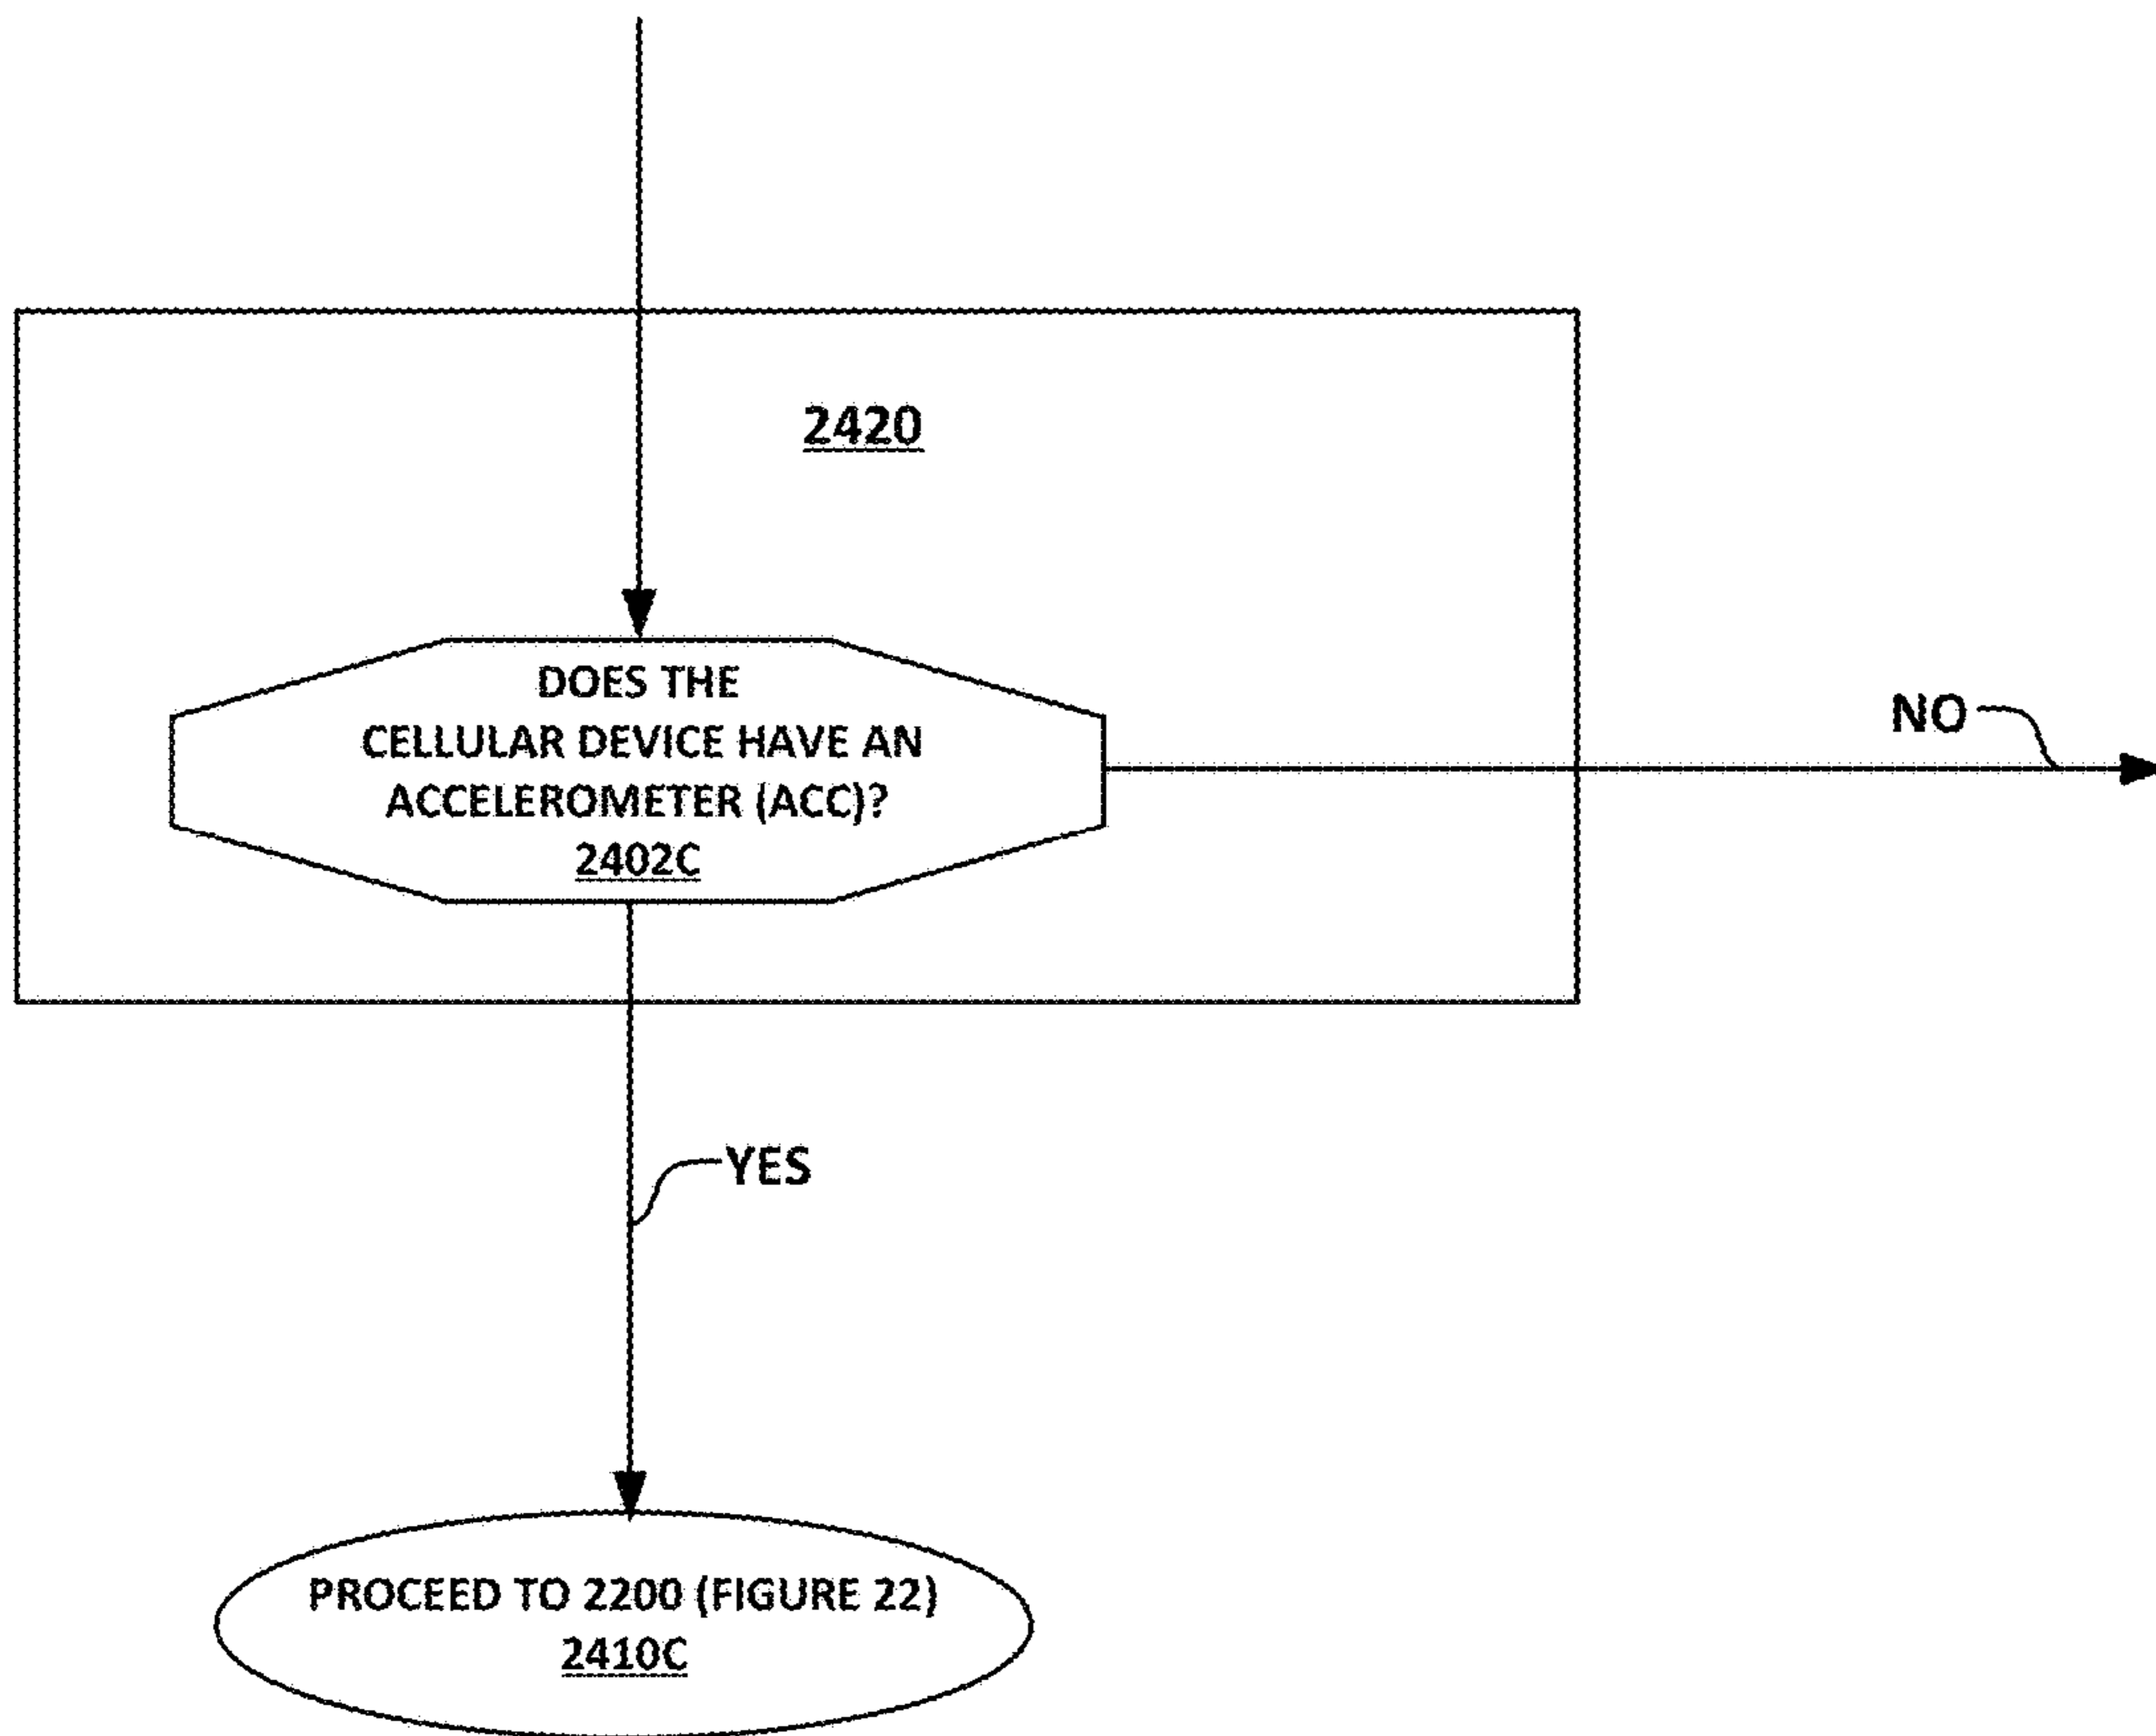 2420
DOES THE
CELLULAR DEVICE HAVE AN
ACCELEROMETER (ACC)?
2402C
NO
YES
PROCEED TO 2200 (FIGURE 22)
2410C